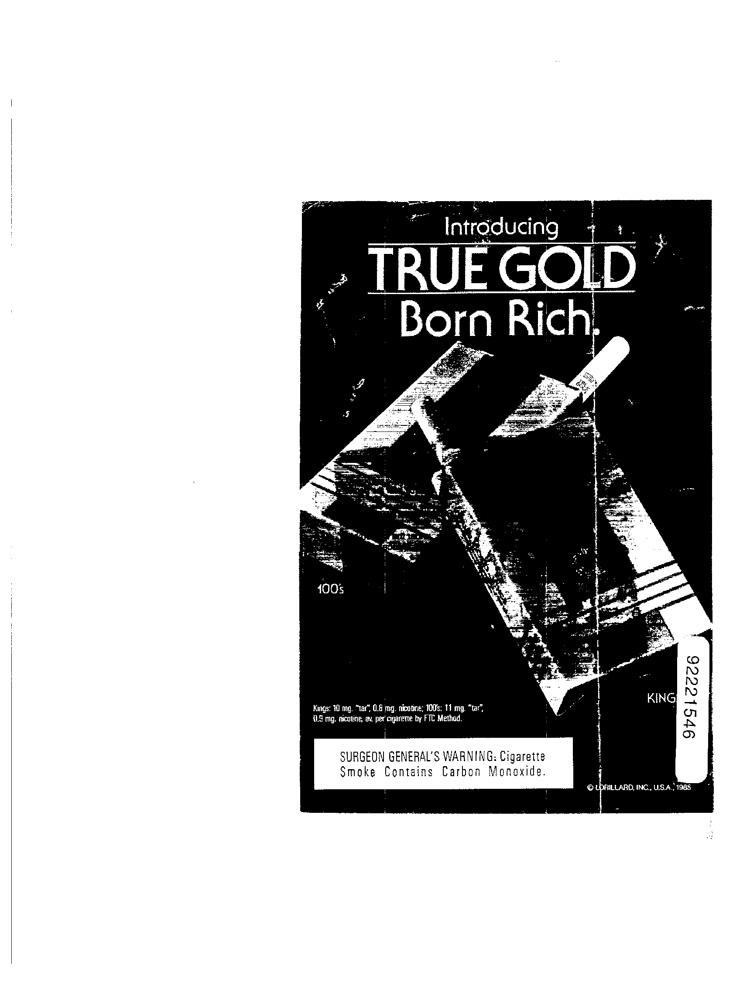 Introducing
TRUE GOLD
Born Rich.
100's
KING
Kings: 10 mg. "tar", 0.8 mg. nicotine; 100's: 11 mg. "tar",
0.9 mg. nicotine, av. per cigarette by FTC Method.
SURGEON GENERAL'S WARNING: Cigarette
Smoke Contains Carbon Monoxide.
© LORILLARD, INC., U.S.A., 1985
92221546